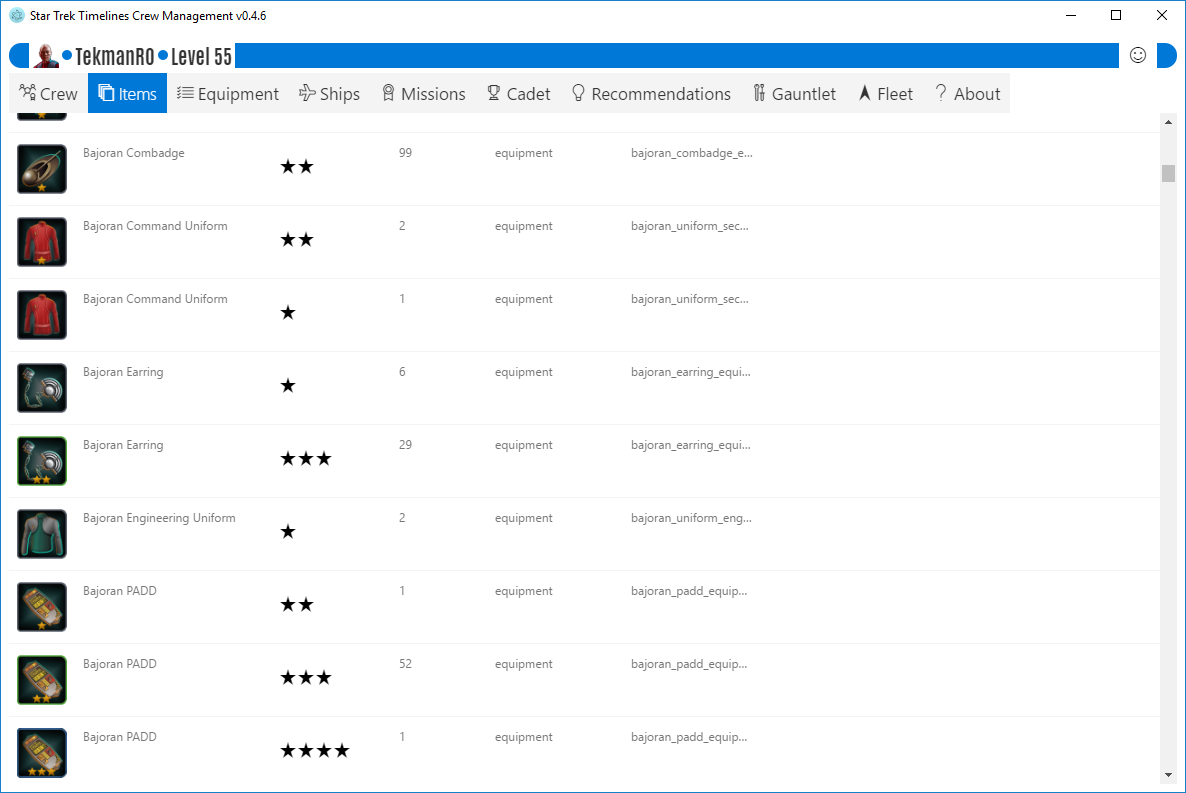 Star Trek Timelines Crew Management v0.4.6
TekmanRO Level 55
Crew Items Equipment Ships Missions Cadet Recommendations Gauntlet Fleet About
Bajoran Combadge 99 equipment bajoran_combadge_e...
Bajoran Command Uniform 2 equipment bajoran_uniform_sec...
Bajoran Command Uniform 1 equipment bajoran_uniform_sec...
Bajoran Earring 6 equipment bajoran_earring_equi...
Bajoran Earring 29 equipment bajoran_earring_equi...
Bajoran Engineering Uniform 2 equipment bajoran_uniform_eng...
Bajoran PADD 1 equipment bajoran_padd_equip...
Bajoran PADD 52 equipment bajoran_padd_equip...
Bajoran PADD 1 equipment bajoran_padd_equip...